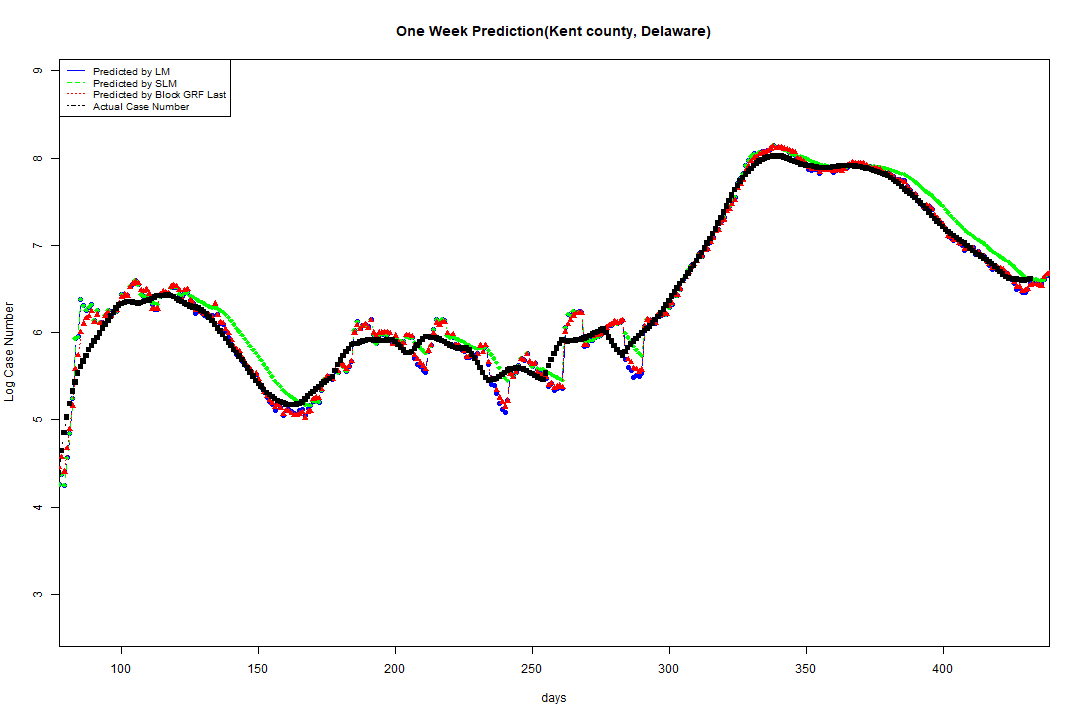 One Week Prediction(Kent county, Delaware)
Predicted by LM
Predicted by SLM
Predicted by Block GRF Last
Actual Case Number
9
8
7
6
5
4
3
Log Case Number
100 150 200 250 300 350 400
days